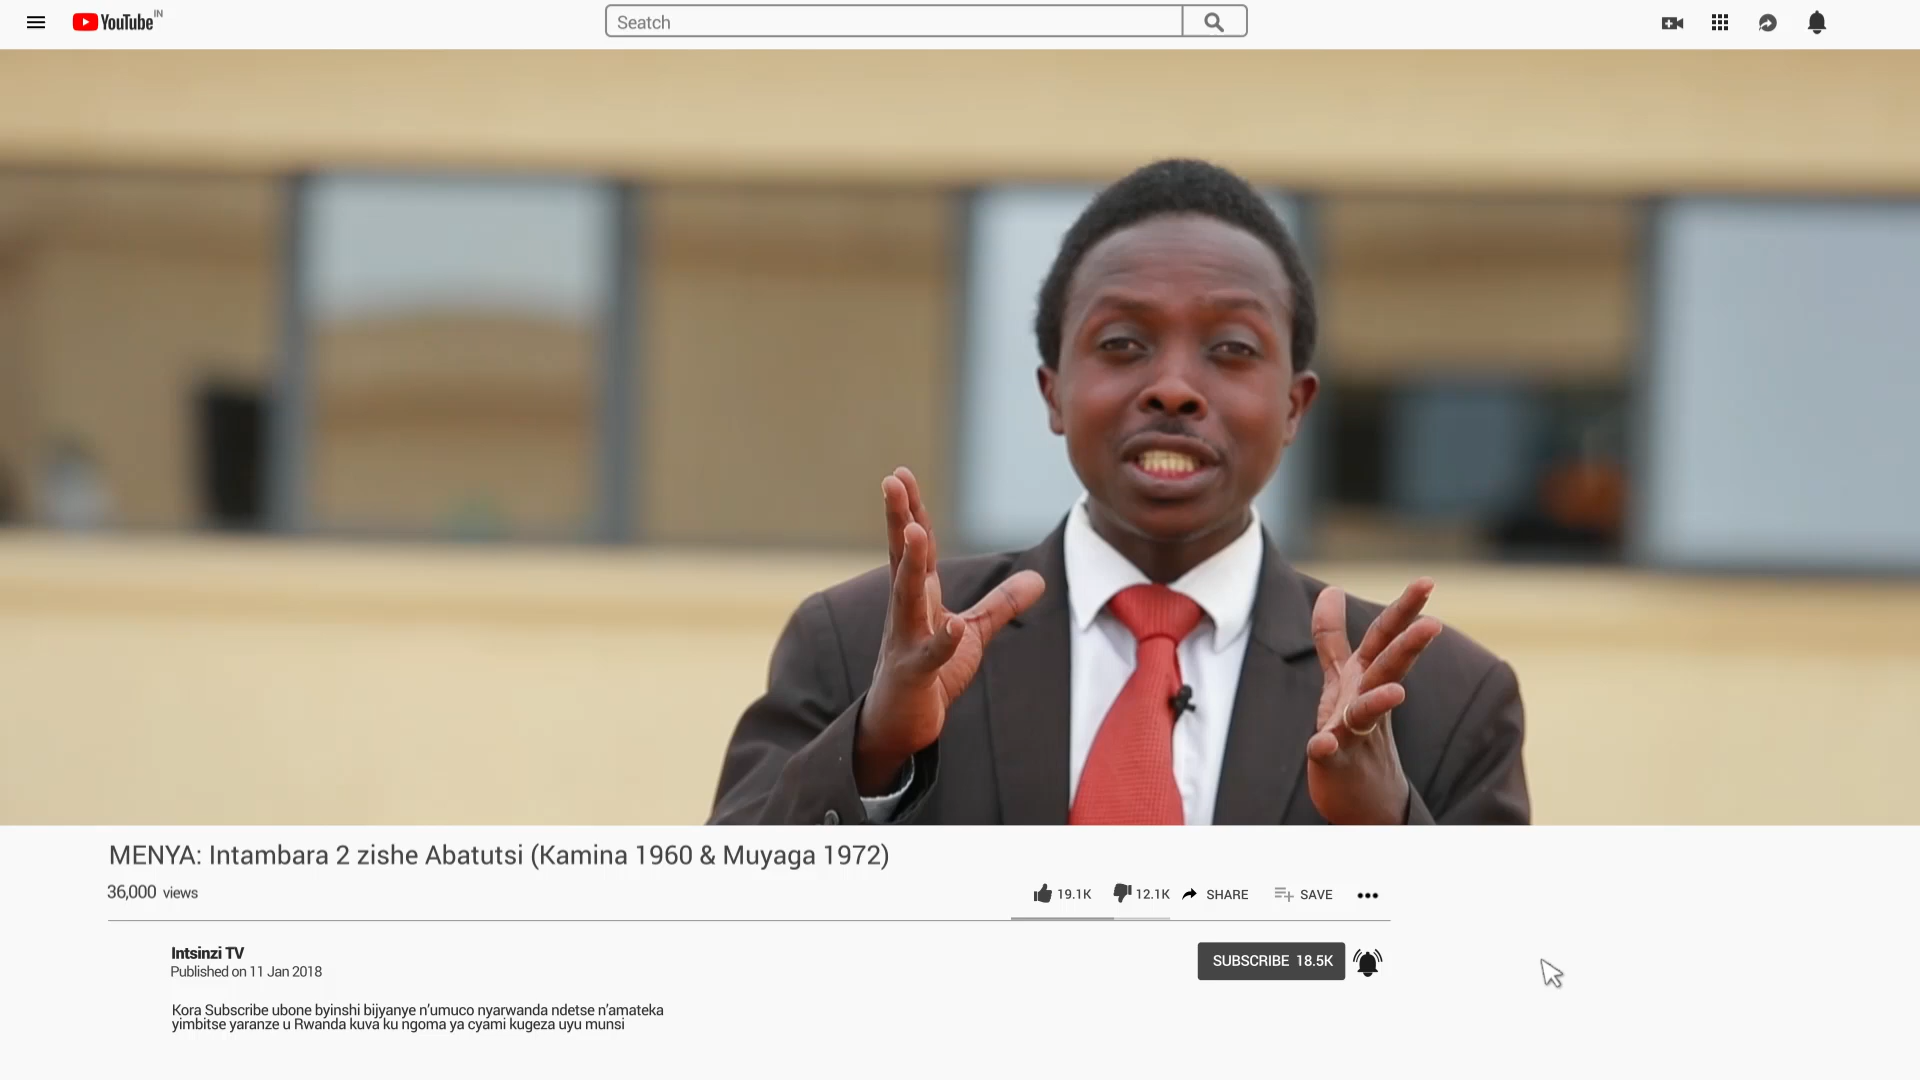 YouTube IN
Seatch
MENYA: Intambara 2 zishe Abatutsi (Kamina 1960 & Muyaga 1972)
36,000 views
19.1K 12.1K SHARE SAVE
Intsinzi TV
Published on 11 Jan 2018
SUBSCRIBE 18.5K
Kora Subscribe ubone byinshi bijyanye n’umuco nyarwanda ndetse n’amateka
yimbitse yaranze u Rwanda kuva ku ngoma ya cyami kugeza uyu munsi